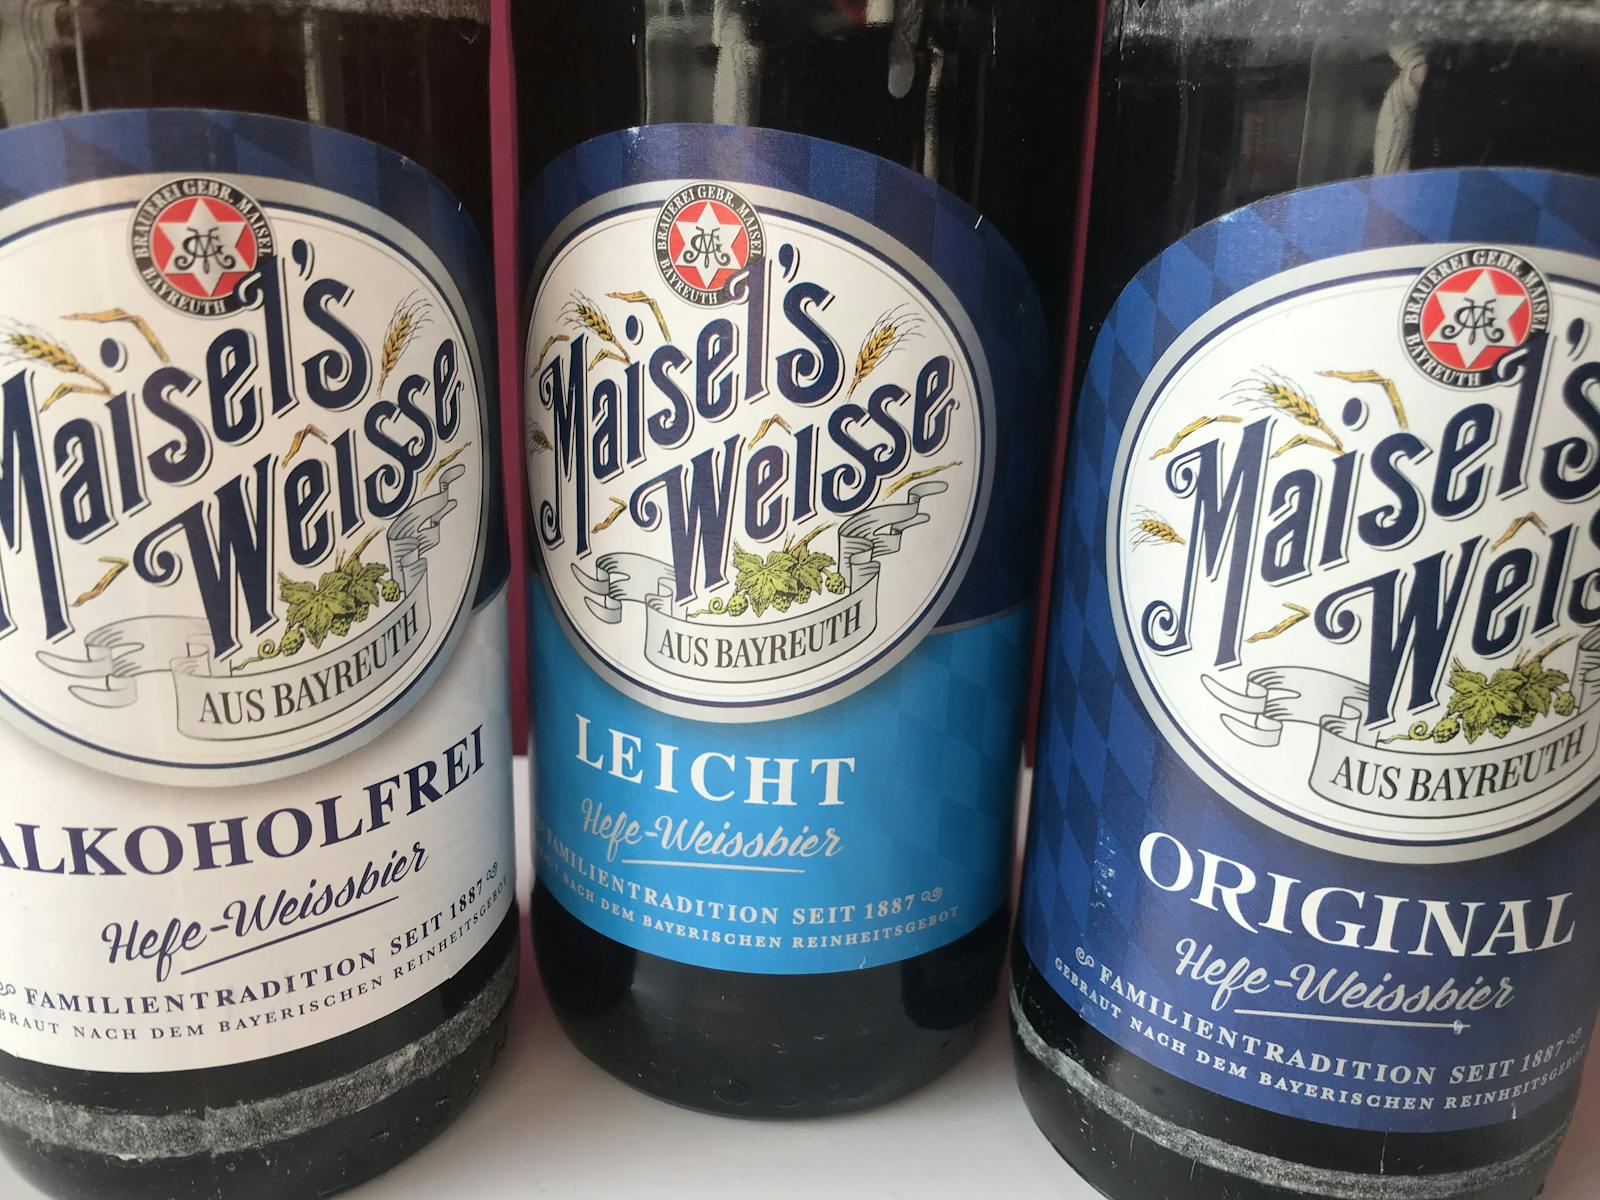 BRAUEREI GEBR. MAISEL
BAYREUTH
Maisel's
Weisse
AUS BAYREUTH
ALKOHOLFREI
Hefe-Weissbier
FAMILIENTRADITION SEIT 1887
GEBRAUT NACH DEM BAYERISCHEN REINHEITSGEBOT
BRAUEREI GEBR. MAISEL
BAYREUTH
Maisel's
Weisse
AUS BAYREUTH
LEICHT
Hefe-Weissbier
FAMILIENTRADITION SEIT 1887
GEBRAUT NACH DEM BAYERISCHEN REINHEITSGEBOT
BRAUEREI GEBR. MAISEL
BAYREUTH
Maisel's
Weisse
AUS BAYREUTH
ORIGINAL
Hefe-Weissbier
FAMILIENTRADITION SEIT 1887
GEBRAUT NACH DEM BAYERISCHEN REINHEITSGEBOT